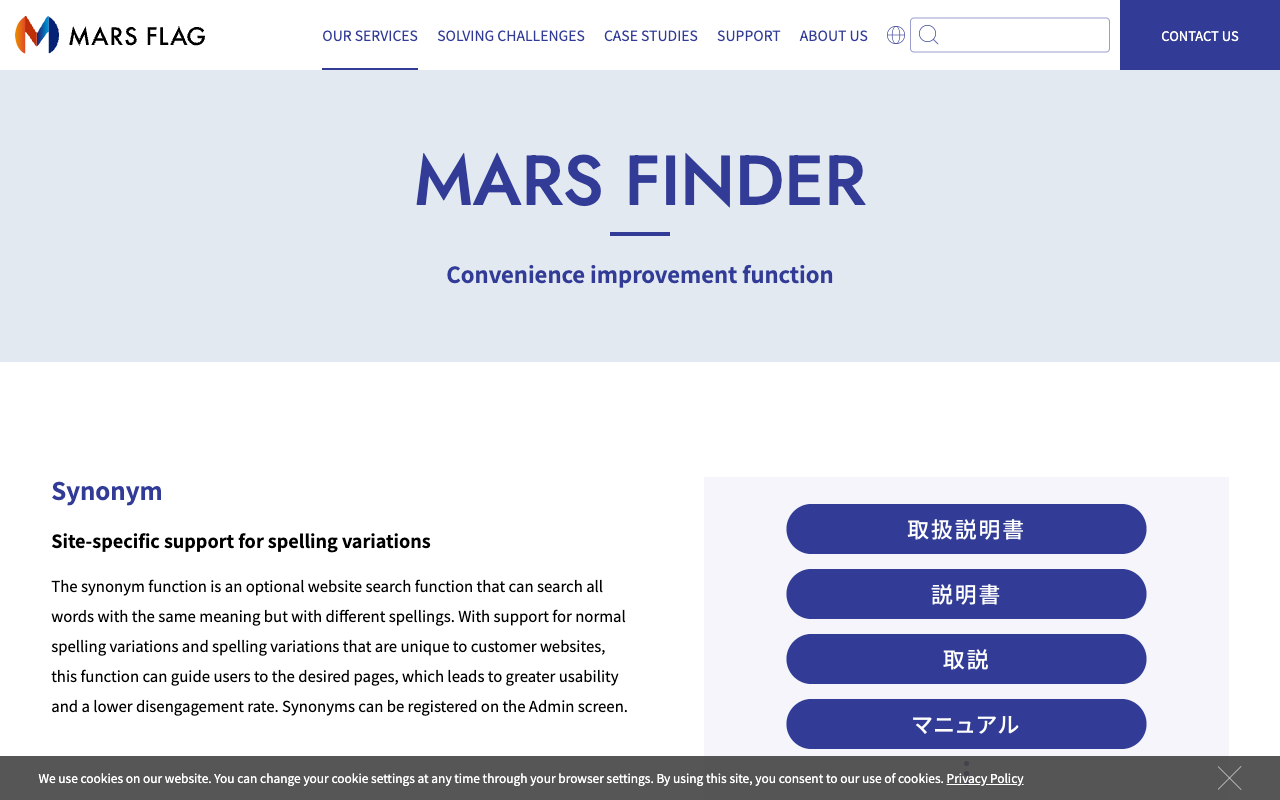 MARS FLAG
OUR SERVICES SOLVING CHALLENGES CASE STUDIES SUPPORT ABOUT US
CONTACT US
MARS FINDER
Convenience improvement function
Synonym
Site-specific support for spelling variations
The synonym function is an optional website search function that can search all
words with the same meaning but with different spellings. With support for normal
spelling variations and spelling variations that are unique to customer websites,
this function can guide users to the desired pages, which leads to greater usability
and a lower disengagement rate. Synonyms can be registered on the Admin screen.
取扱説明書
説明書
取説
マニュアル
We use cookies on our website. You can change your cookie settings at any time through your browser settings. By using this site, you consent to our use of cookies. Privacy Policy